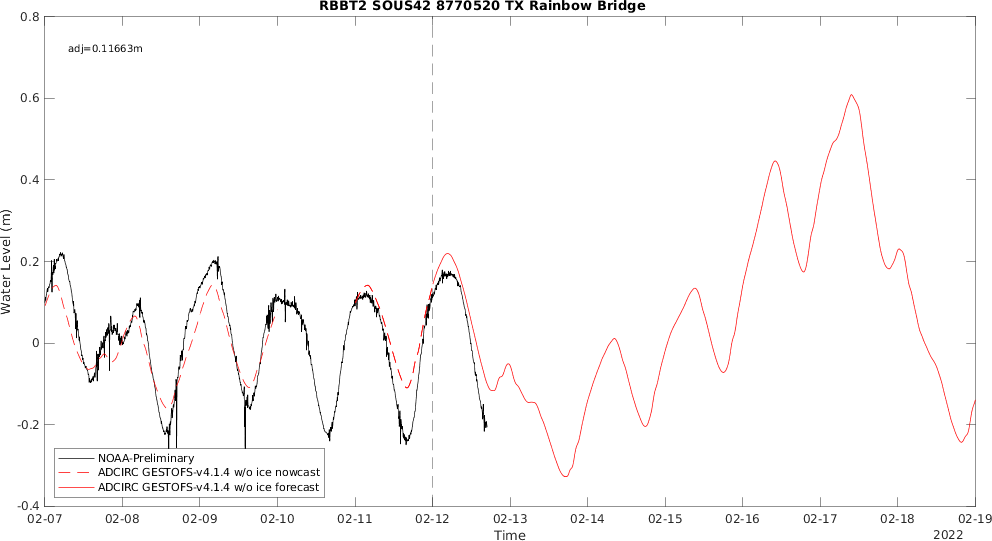 RBBT2 SOUS42 8770520 TX Rainbow Bridge
0.8
adj=0.11663m
0.6
0.4
0.2
0
-0.2
-0.4
Water Level (m)
NOAA-Preliminary
ADCIRC GESTOFS-v4.1.4 w/o ice nowcast
ADCIRC GESTOFS-v4.1.4 w/o ice forecast
02-07 02-08 02-09 02-10 02-11 02-12 02-13 02-14 02-15 02-16 02-17 02-18 02-19
Time
2022